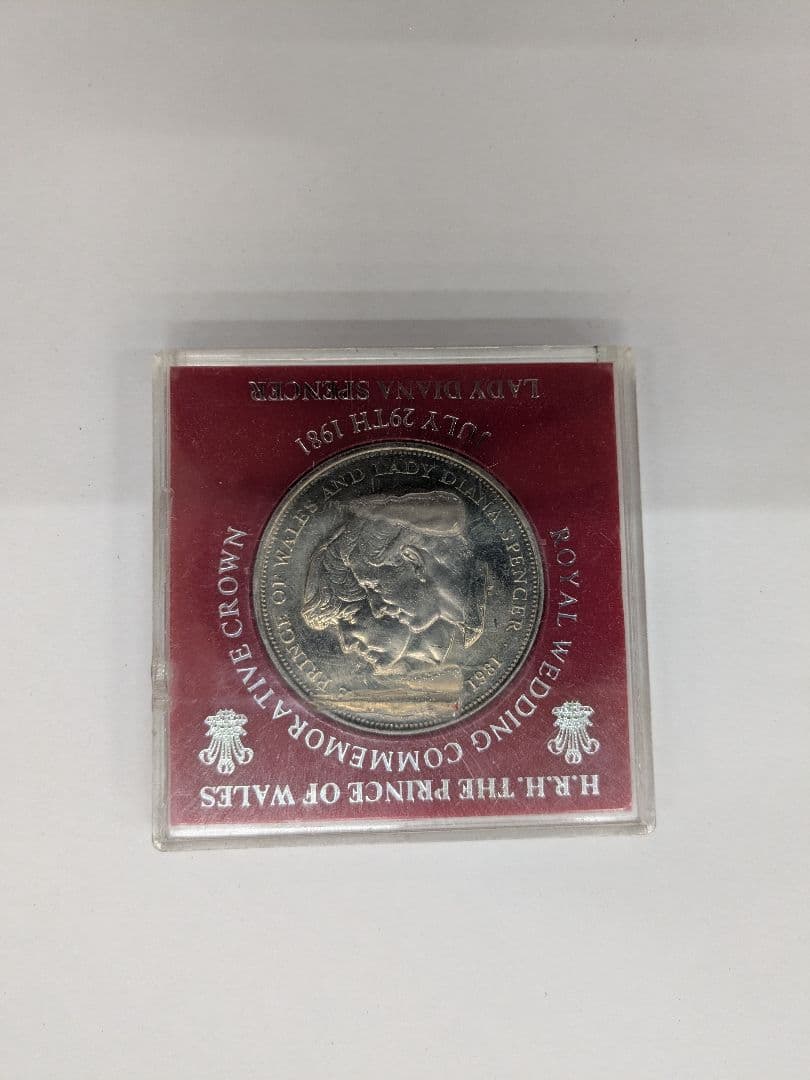 H.R.H. THE PRINCE OF WALES
ROYAL WEDDING COMMEMORATIVE CROWN
PRINCE OF WALES AND LADY DIANA SPENCER
1981
JULY 29TH 1981
LADY DIANA SPENCER